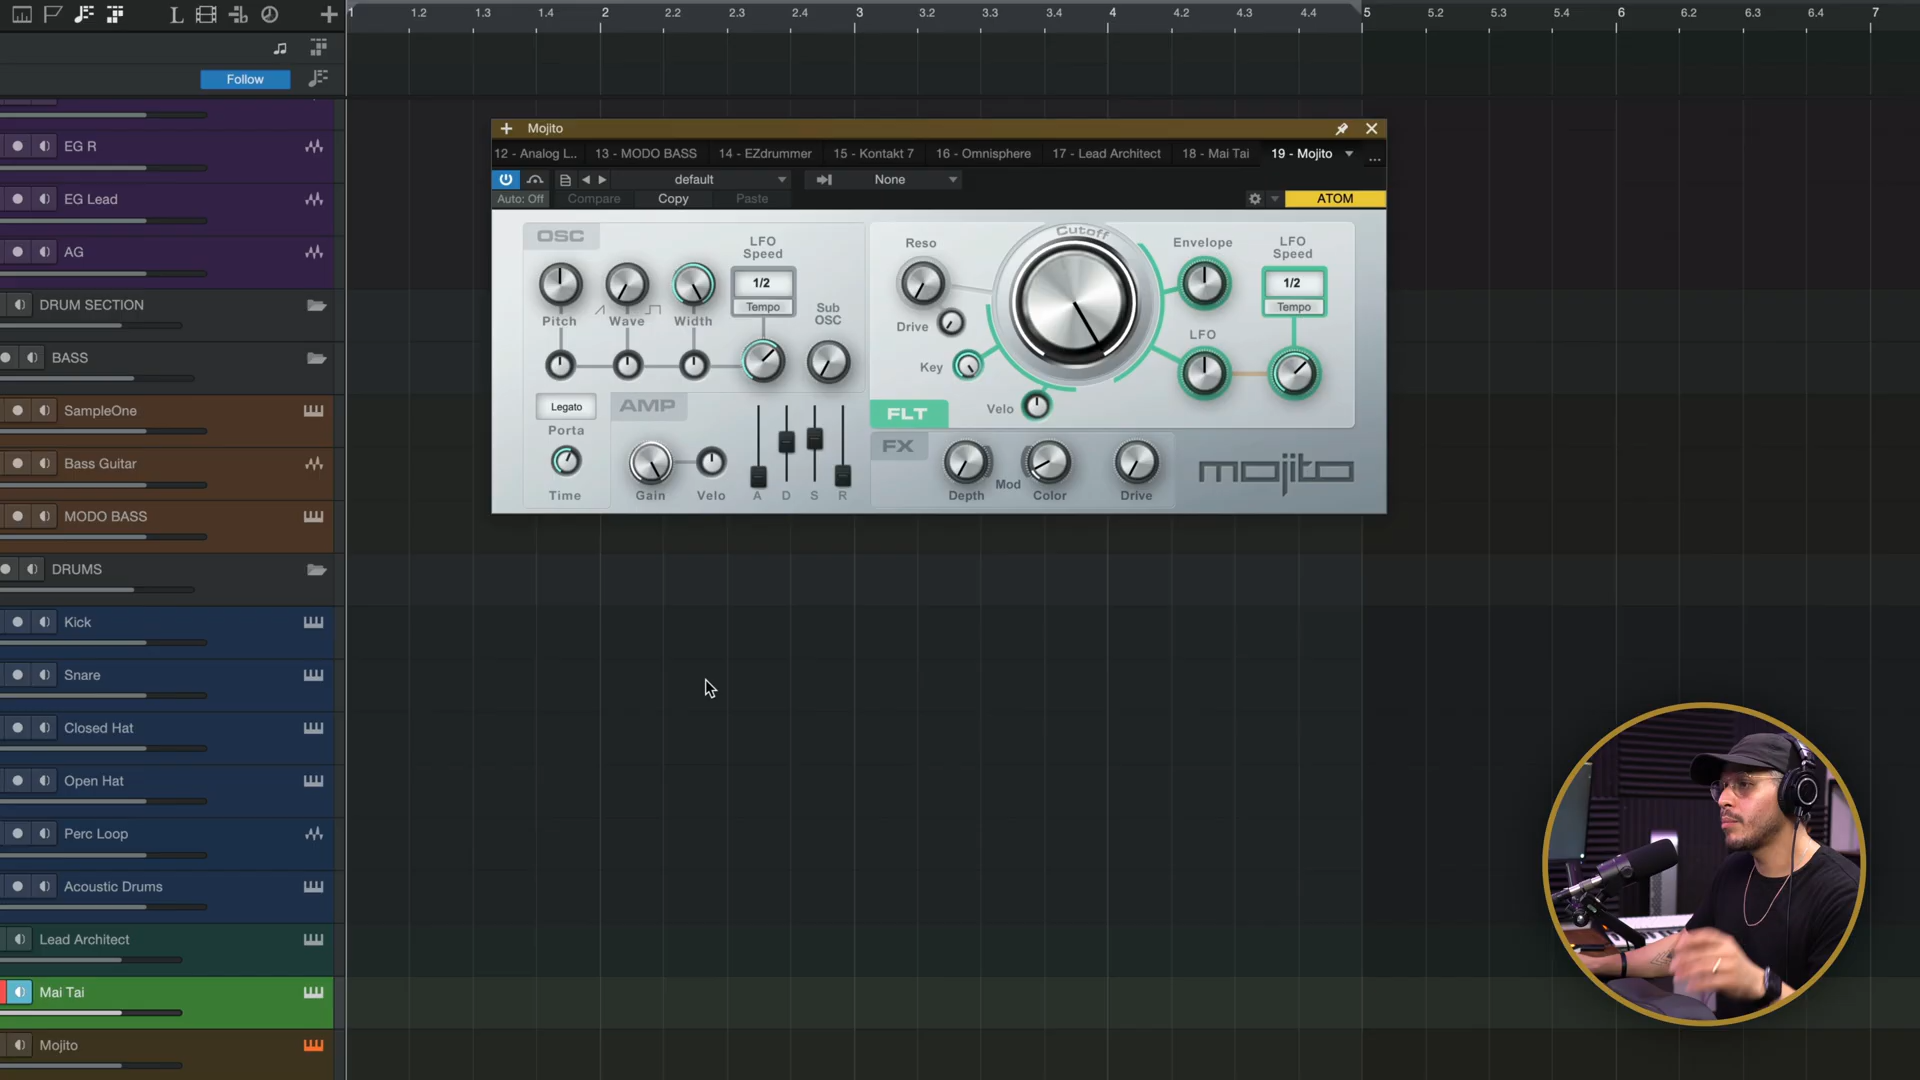 1 1.2 1.3 1.4 2 2.2 2.3 2.4 3 3.2 3.3 3.4 4 4.2 4.3 4.4 5 5.2 5.3 5.4 6 6.2 6.3 6.4 7
Follow
EG R
EG Lead
AG
DRUM SECTION
BASS
SampleOne
Bass Guitar
MODO BASS
DRUMS
Kick
Snare
Closed Hat
Open Hat
Perc Loop
Acoustic Drums
Lead Architect
Mai Tai
Mojito
Mojito
12 - Analog L... 13 - MODO BASS 14 - EZdrummer 15 - Kontakt 7 16 - Omnisphere 17 - Lead Architect 18 - Mai Tai 19 - Mojito ...
default None
Auto: Off Compare Copy Paste ATOM
OSC
LFO
Speed
1/2
Tempo
Pitch Wave Width
Sub
OSC
Legato
Porta
Time
AMP
Gain Velo A D S R
Reso
Cutoff
Envelope
LFO
Speed
1/2
Tempo
Drive
LFO
Key
Velo
FLT
FX
Depth Mod Color Drive
mojito